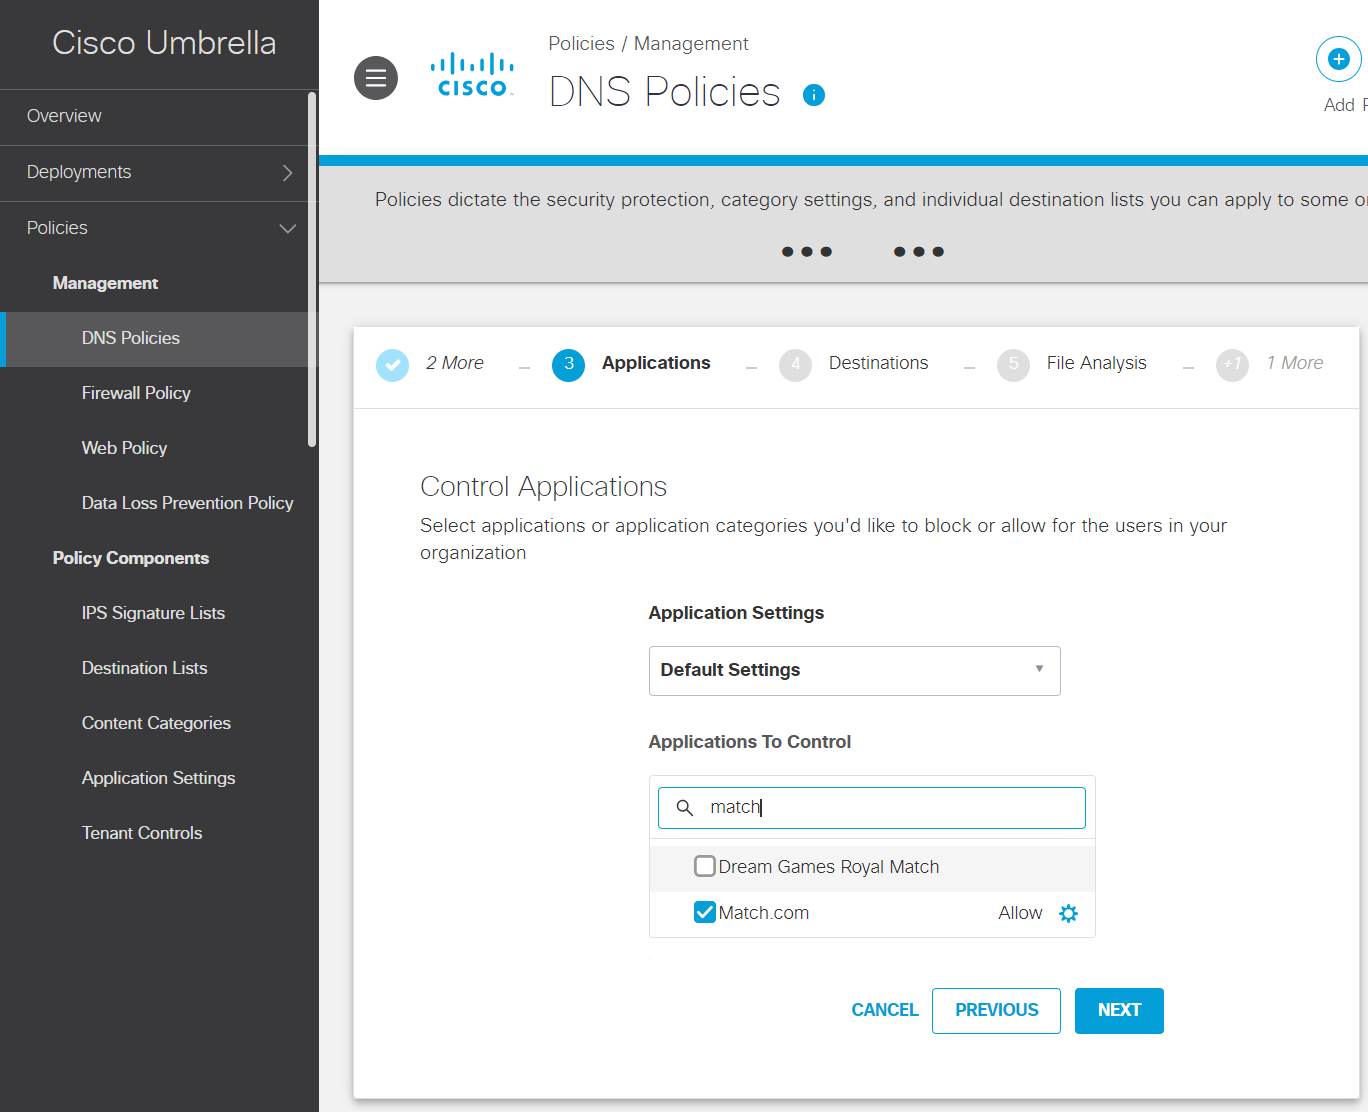 Cisco Umbrella
Overview
Deployments
Policies
Management
DNS Policies
Firewall Policy
Web Policy
Data Loss Prevention Policy
Policy Components
IPS Signature Lists
Destination Lists
Content Categories
Application Settings
Tenant Controls
CISCO
Policies / Management
DNS Policies
Add
Policies dictate the security protection, category settings, and individual destination lists you can apply to some
2 More
3 Applications
4 Destinations
5 File Analysis
+1 1 More
Control Applications
Select applications or application categories you'd like to block or allow for the users in your
organization
Application Settings
Default Settings
Applications To Control
match
Dream Games Royal Match
Match.com Allow
CANCEL PREVIOUS NEXT